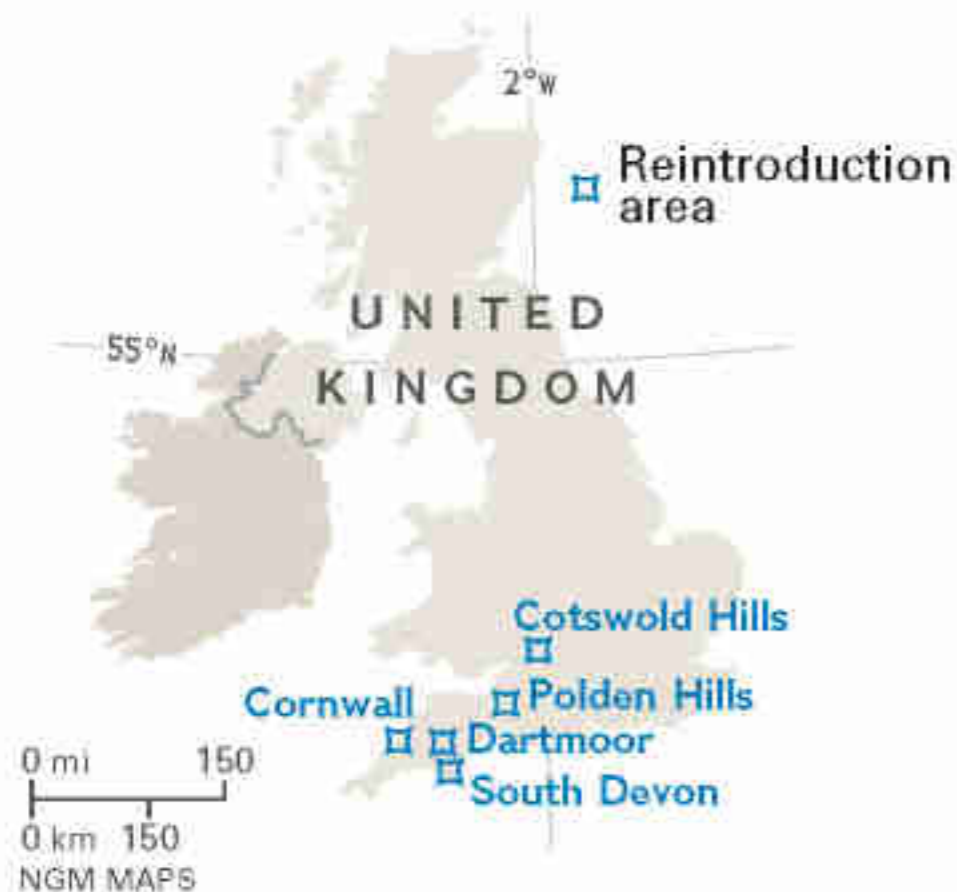 2°W
Reintroduction
area
UNITED
55°N
KINGDOM
Cotswold Hills
Cornwall
Polden Hills
Dartmoor
South Devon
0 mi 150
0 km 150
NGM MAPS